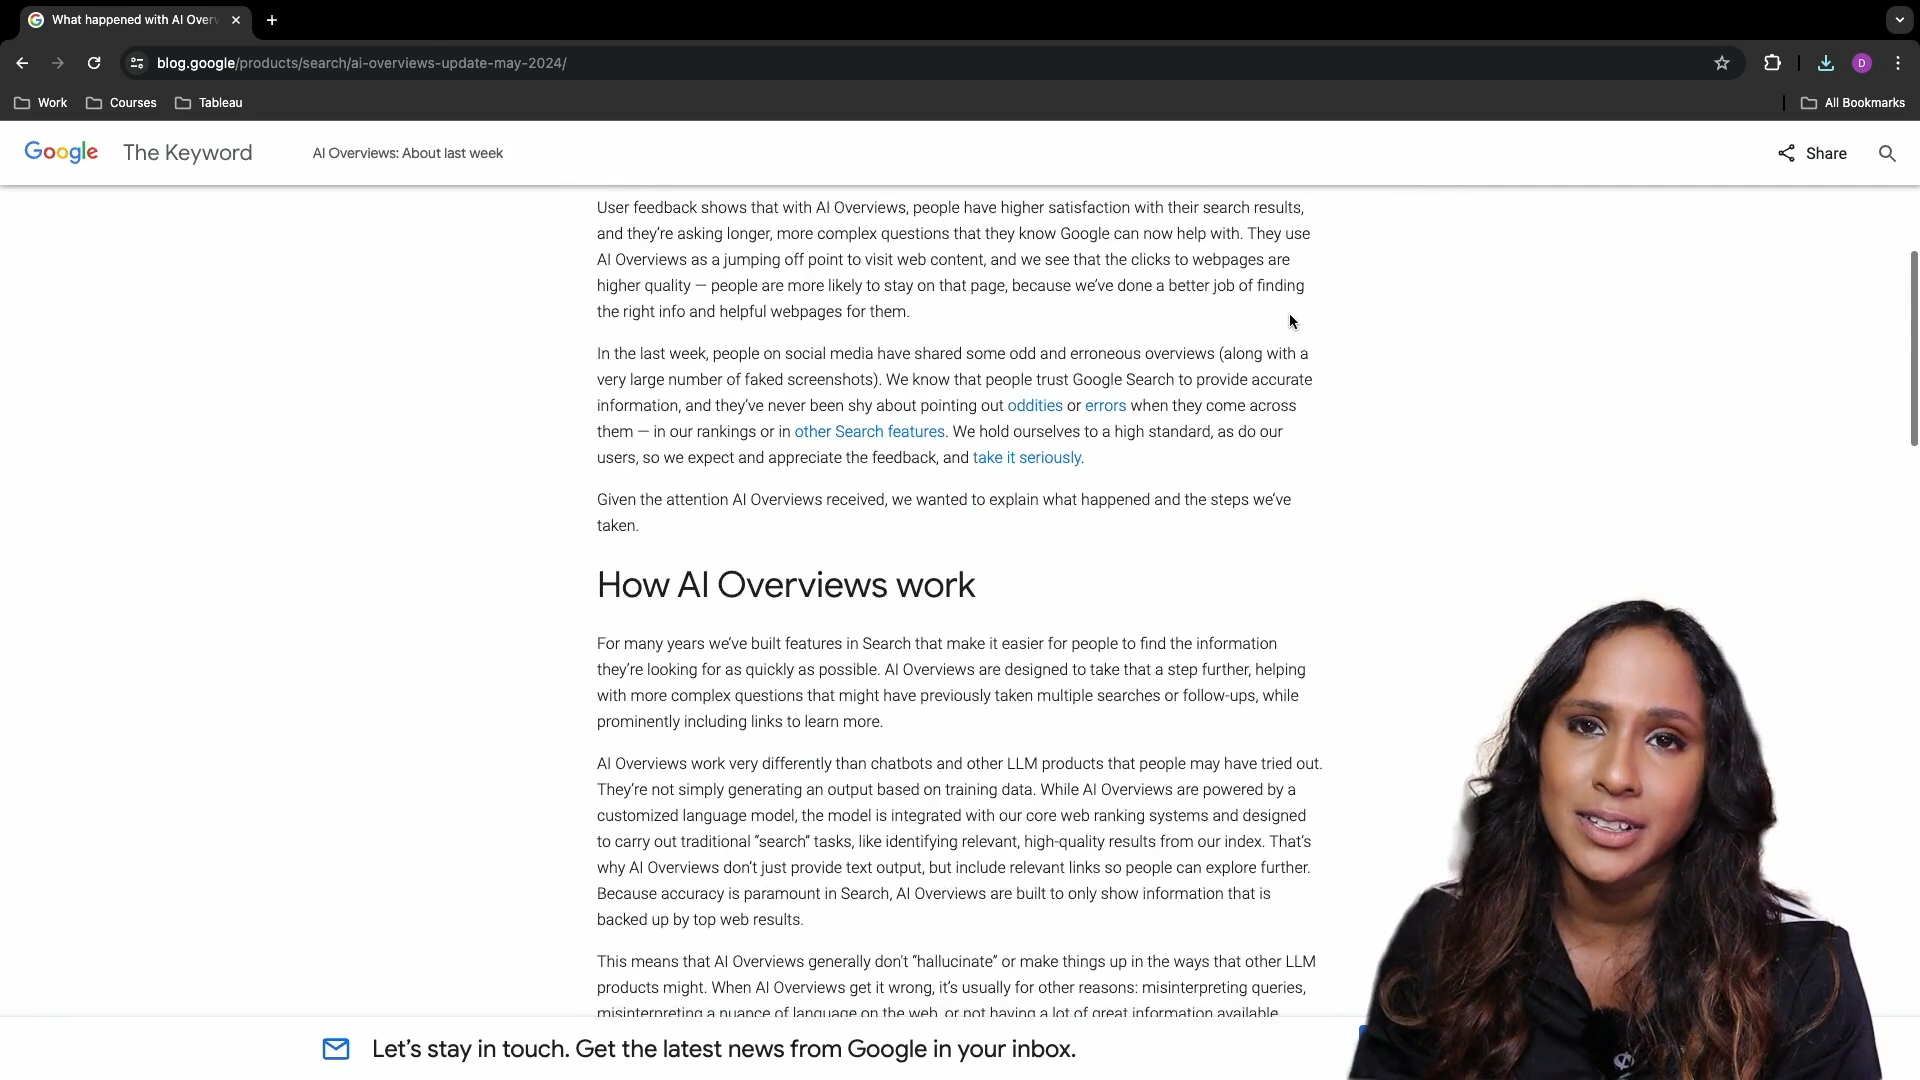 What happened with AI Over
blog.google/products/search/ai-overviews-update-may-2024/
D
Work
Courses
Tableau
All Bookmarks
Google The Keyword
AI Overviews: About last week
Share
User feedback shows that with AI Overviews, people have higher satisfaction with their search results,
and they’re asking longer, more complex questions that they know Google can now help with. They use
AI Overviews as a jumping off point to visit web content, and we see that the clicks to webpages are
higher quality — people are more likely to stay on that page, because we’ve done a better job of finding
the right info and helpful webpages for them.
In the last week, people on social media have shared some odd and erroneous overviews (along with a
very large number of faked screenshots). We know that people trust Google Search to provide accurate
information, and they’ve never been shy about pointing out oddities or errors when they come across
them — in our rankings or in other Search features. We hold ourselves to a high standard, as do our
users, so we expect and appreciate the feedback, and take it seriously.
Given the attention AI Overviews received, we wanted to explain what happened and the steps we’ve
taken.
How AI Overviews work
For many years we’ve built features in Search that make it easier for people to find the information
they’re looking for as quickly as possible. AI Overviews are designed to take that a step further, helping
with more complex questions that might have previously taken multiple searches or follow-ups, while
prominently including links to learn more.
AI Overviews work very differently than chatbots and other LLM products that people may have tried out.
They’re not simply generating an output based on training data. While AI Overviews are powered by a
customized language model, the model is integrated with our core web ranking systems and designed
to carry out traditional “search” tasks, like identifying relevant, high-quality results from our index. That’s
why AI Overviews don’t just provide text output, but include relevant links so people can explore further.
Because accuracy is paramount in Search, AI Overviews are built to only show information that is
backed up by top web results.
This means that AI Overviews generally don't “hallucinate” or make things up in the ways that other LLM
products might. When AI Overviews get it wrong, it’s usually for other reasons: misinterpreting queries,
misinterpreting a nuance of language on the web, or not having a lot of great information available.
Let’s stay in touch. Get the latest news from Google in your inbox.